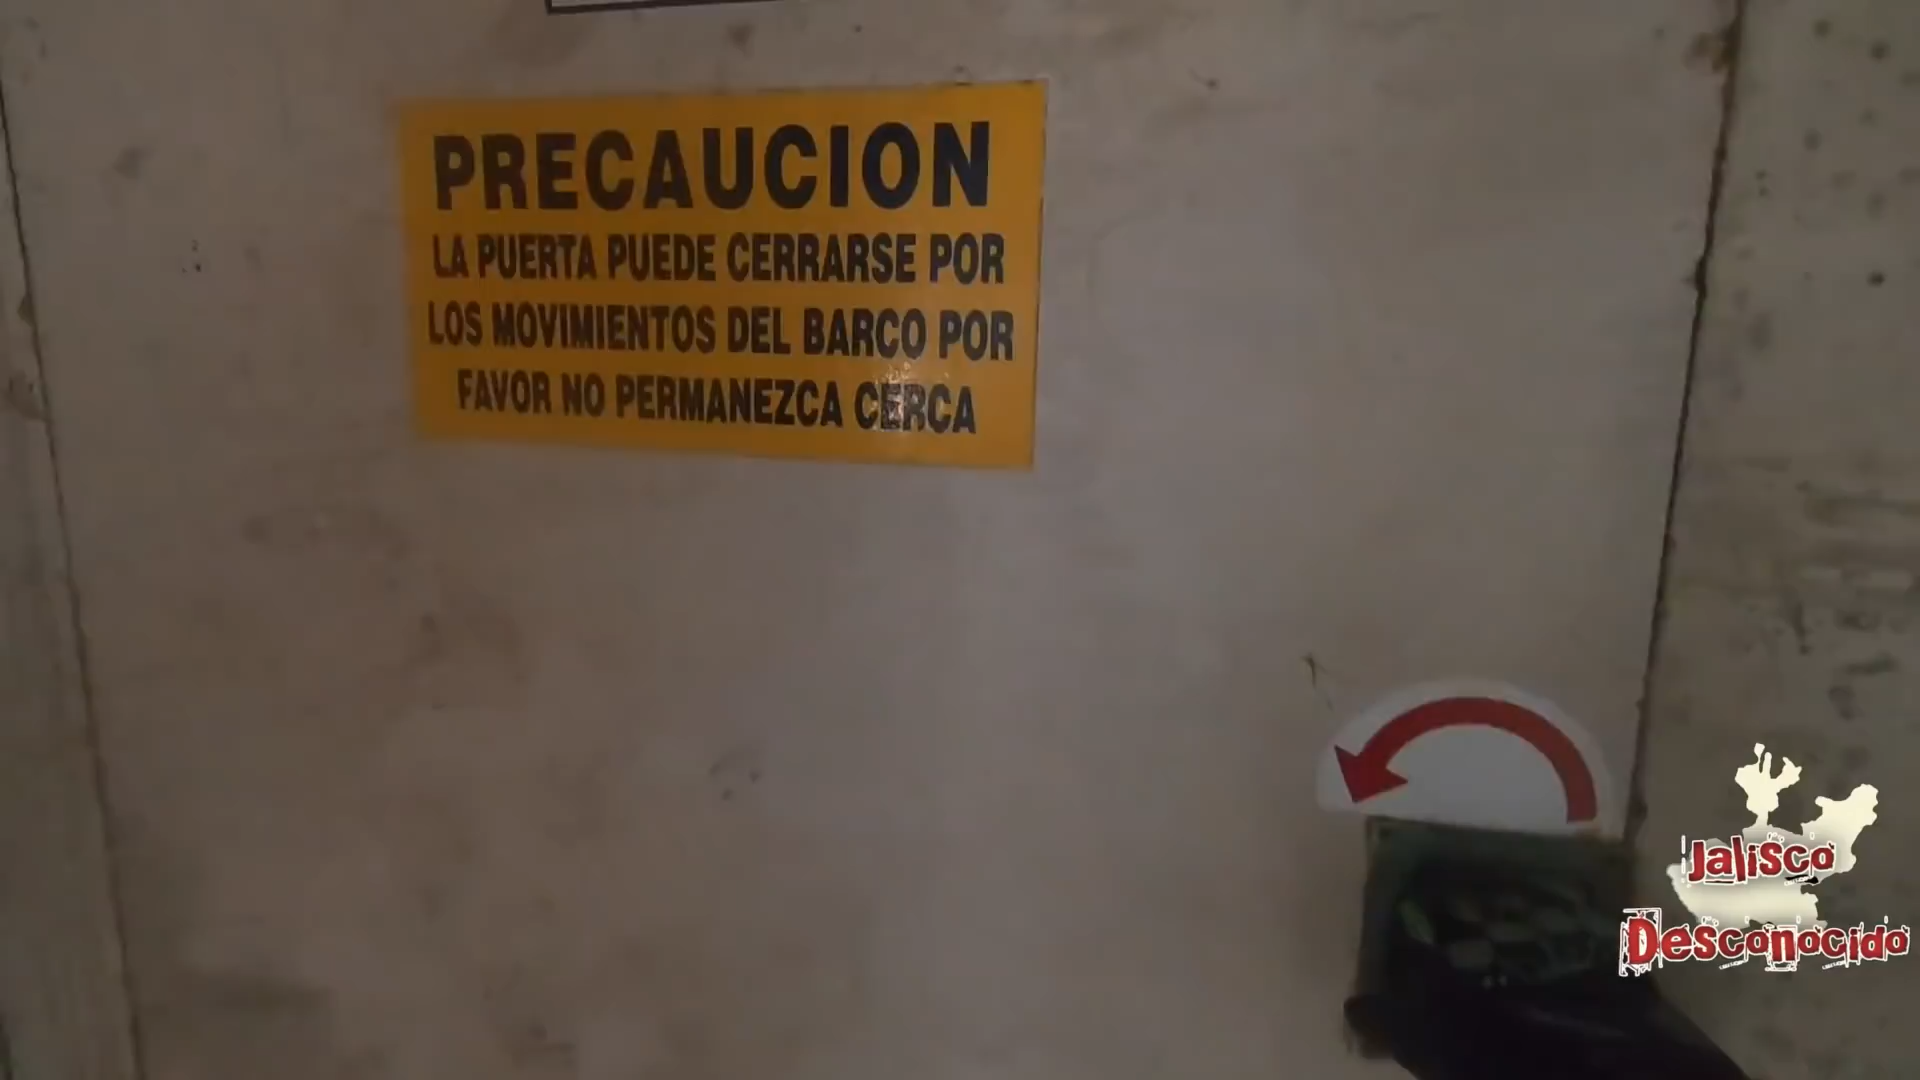 PRECAUCION
LA PUERTA PUEDE CERRARSE POR
LOS MOVIMIENTOS DEL BARCO POR
FAVOR NO PERMANEZCA CERCA
Jalisco
Desconocido